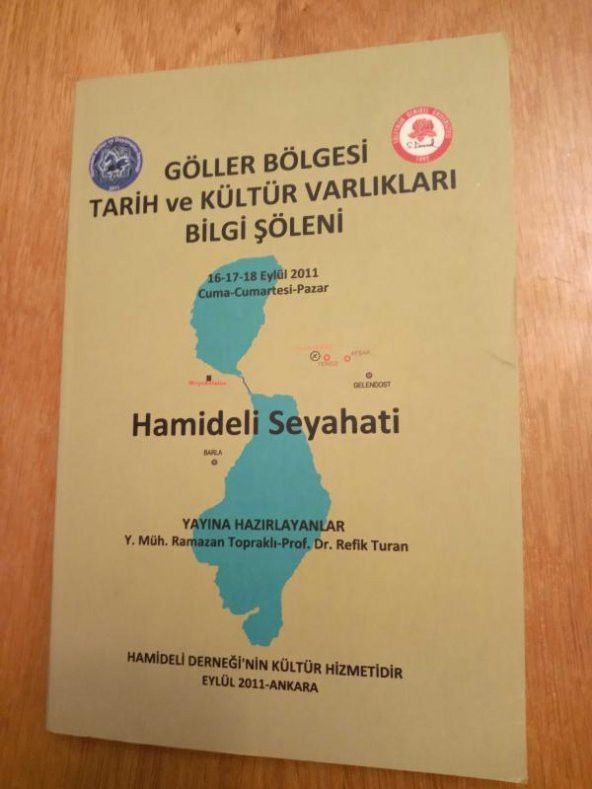 GÖLLER BÖLGESİ
TARİH ve KÜLTÜR VARLIKLARI
BİLGİ ŞÖLENİ
16-17-18 Eylül 2011
Cuma-Cumartesi-Pazar
AFŞAR
GELENDOST
Hamideli Seyahati
BARLA
YAYINA HAZIRLAYANLAR
Y. Müh. Ramazan Topraklı-Prof. Dr. Refik Turan
HAMİDELİ DERNEĞİ'NİN KÜLTÜR HİZMETİDİR
EYLÜL 2011-ANKARA